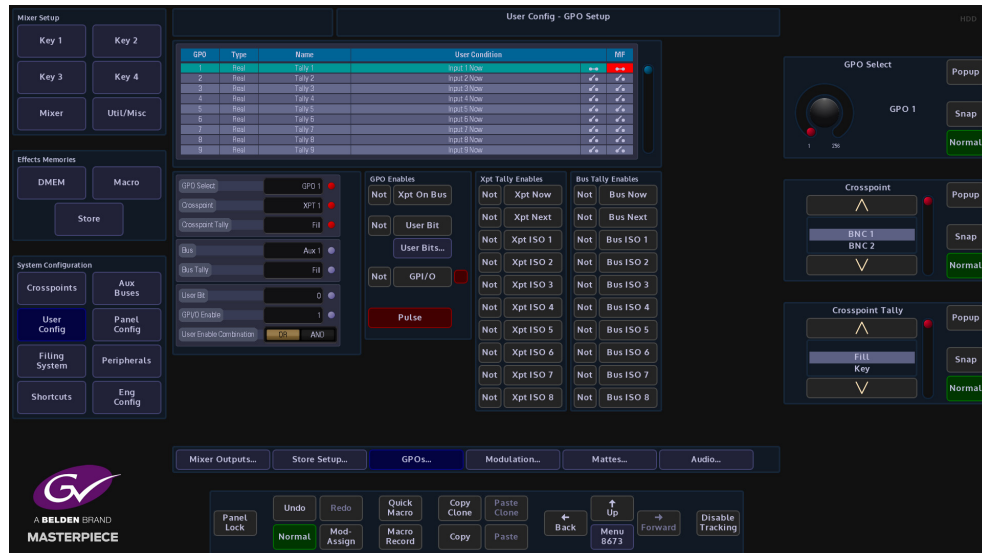 Mixer Setup
Key 1
Key 2
Key 3
Key 4
Mixer
Util/Misc
Effects Memories
DMEM
Macro
Store
System Configuration
Crosspoints
Aux
Buses
User
Config
Panel
Config
Filing
System
Peripherals
Shortcuts
Eng
Config
GV
A BELDEN BRAND
MASTERPIECE
User Config - GPO Setup
HDD
GPO Type Name User Condition MF
1 Real Tally 1 Input 1 Now
2 Real Tally 2 Input 2 Now
3 Real Tally 3 Input 3 Now
4 Real Tally 4 Input 4 Now
5 Real Tally 5 Input 5 Now
6 Real Tally 6 Input 6 Now
7 Real Tally 7 Input 7 Now
8 Real Tally 8 Input 8 Now
9 Real Tally 9 Input 9 Now
GPO Select GPO 1
Crosspoint XPT 1
Crosspoint Tally Fill
Bus Aux 1
Bus Tally Fill
User Bit 0
GPI/O Enable 1
User Enable Combination OR AND
GPO Enables
Not Xpt On Bus
Not User Bit
User Bits...
Not GPI/O
Pulse
Xpt Tally Enables
Not Xpt Now
Not Xpt Next
Not Xpt ISO 1
Not Xpt ISO 2
Not Xpt ISO 3
Not Xpt ISO 4
Not Xpt ISO 5
Not Xpt ISO 6
Not Xpt ISO 7
Not Xpt ISO 8
Bus Tally Enables
Not Bus Now
Not Bus Next
Not Bus ISO 1
Not Bus ISO 2
Not Bus ISO 3
Not Bus ISO 4
Not Bus ISO 5
Not Bus ISO 6
Not Bus ISO 7
Not Bus ISO 8
GPO Select
GPO 1
1 256
Popup
Snap
Normal
Crosspoint
BNC 1
BNC 2
Popup
Snap
Normal
Crosspoint Tally
Fill
Key
Popup
Snap
Normal
Mixer Outputs...
Store Setup...
GPOs...
Modulation...
Mattes...
Audio...
Panel
Lock
Undo
Redo
Normal
Mod-
Assign
Quick
Macro
Macro
Record
Copy
Clone
Paste
Clone
Copy
Paste
Back
Up
Menu
8673
Forward
Disable
Tracking